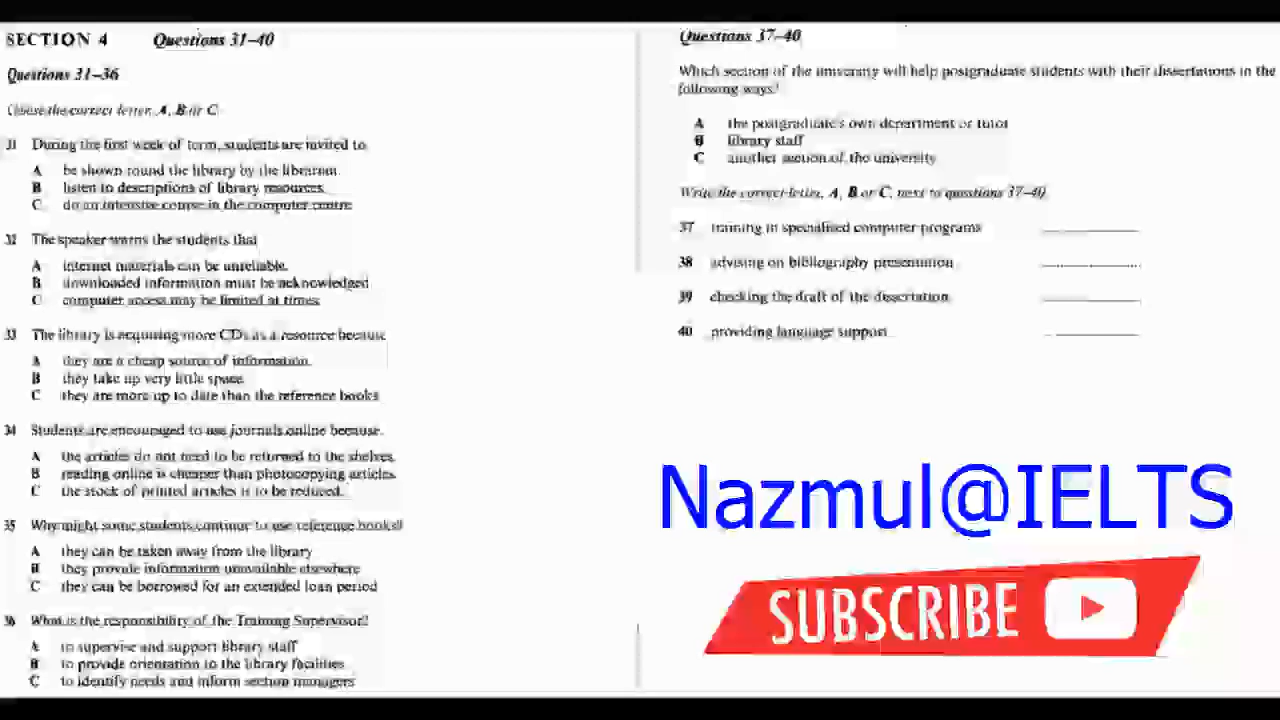 SECTION 4 Questions 31–40
Questions 31–36
Choose the correct letter, A, B or C
31 During the first week of term, students are invited to
A be shown round the library by the librarian
B listen to descriptions of library resources.
C do an intensive course in the computer centre
32 The speaker warns the students that
A internet materials can be unreliable.
B downloaded information must be acknowledged
C computer access may be limited at times
33 The library is acquiring more CDs as a resource because
A they are a cheap source of information.
B they take up very little space
C they are more up to date than the reference books
34 Students are encouraged to use journals online because.
A the articles do not need to be returned to the shelves.
B reading online is cheaper than photocopying articles.
C the stock of printed articles is to be reduced.
35 Why might some students continue to use reference books?
A they can be taken away from the library
B they provide information unavailable elsewhere
C they can be borrowed for an extended loan period
36 What is the responsibility of the Training Supervisor?
A to supervise and support library staff
B to provide orientation to the library facilities
C to identify needs and inform section managers
Questions 37–40
Which section of the university will help postgraduate students with their dissertations in the
following ways?
A the postgraduate's own department or tutor
B library staff
C another section of the university
Write the correct letter, A, B or C, next to questions 37–40
37 training in specialised computer programs
38 advising on bibliography presentation
39 checking the draft of the dissertation
40 providing language support
Nazmul@IELTS
SUBSCRIBE